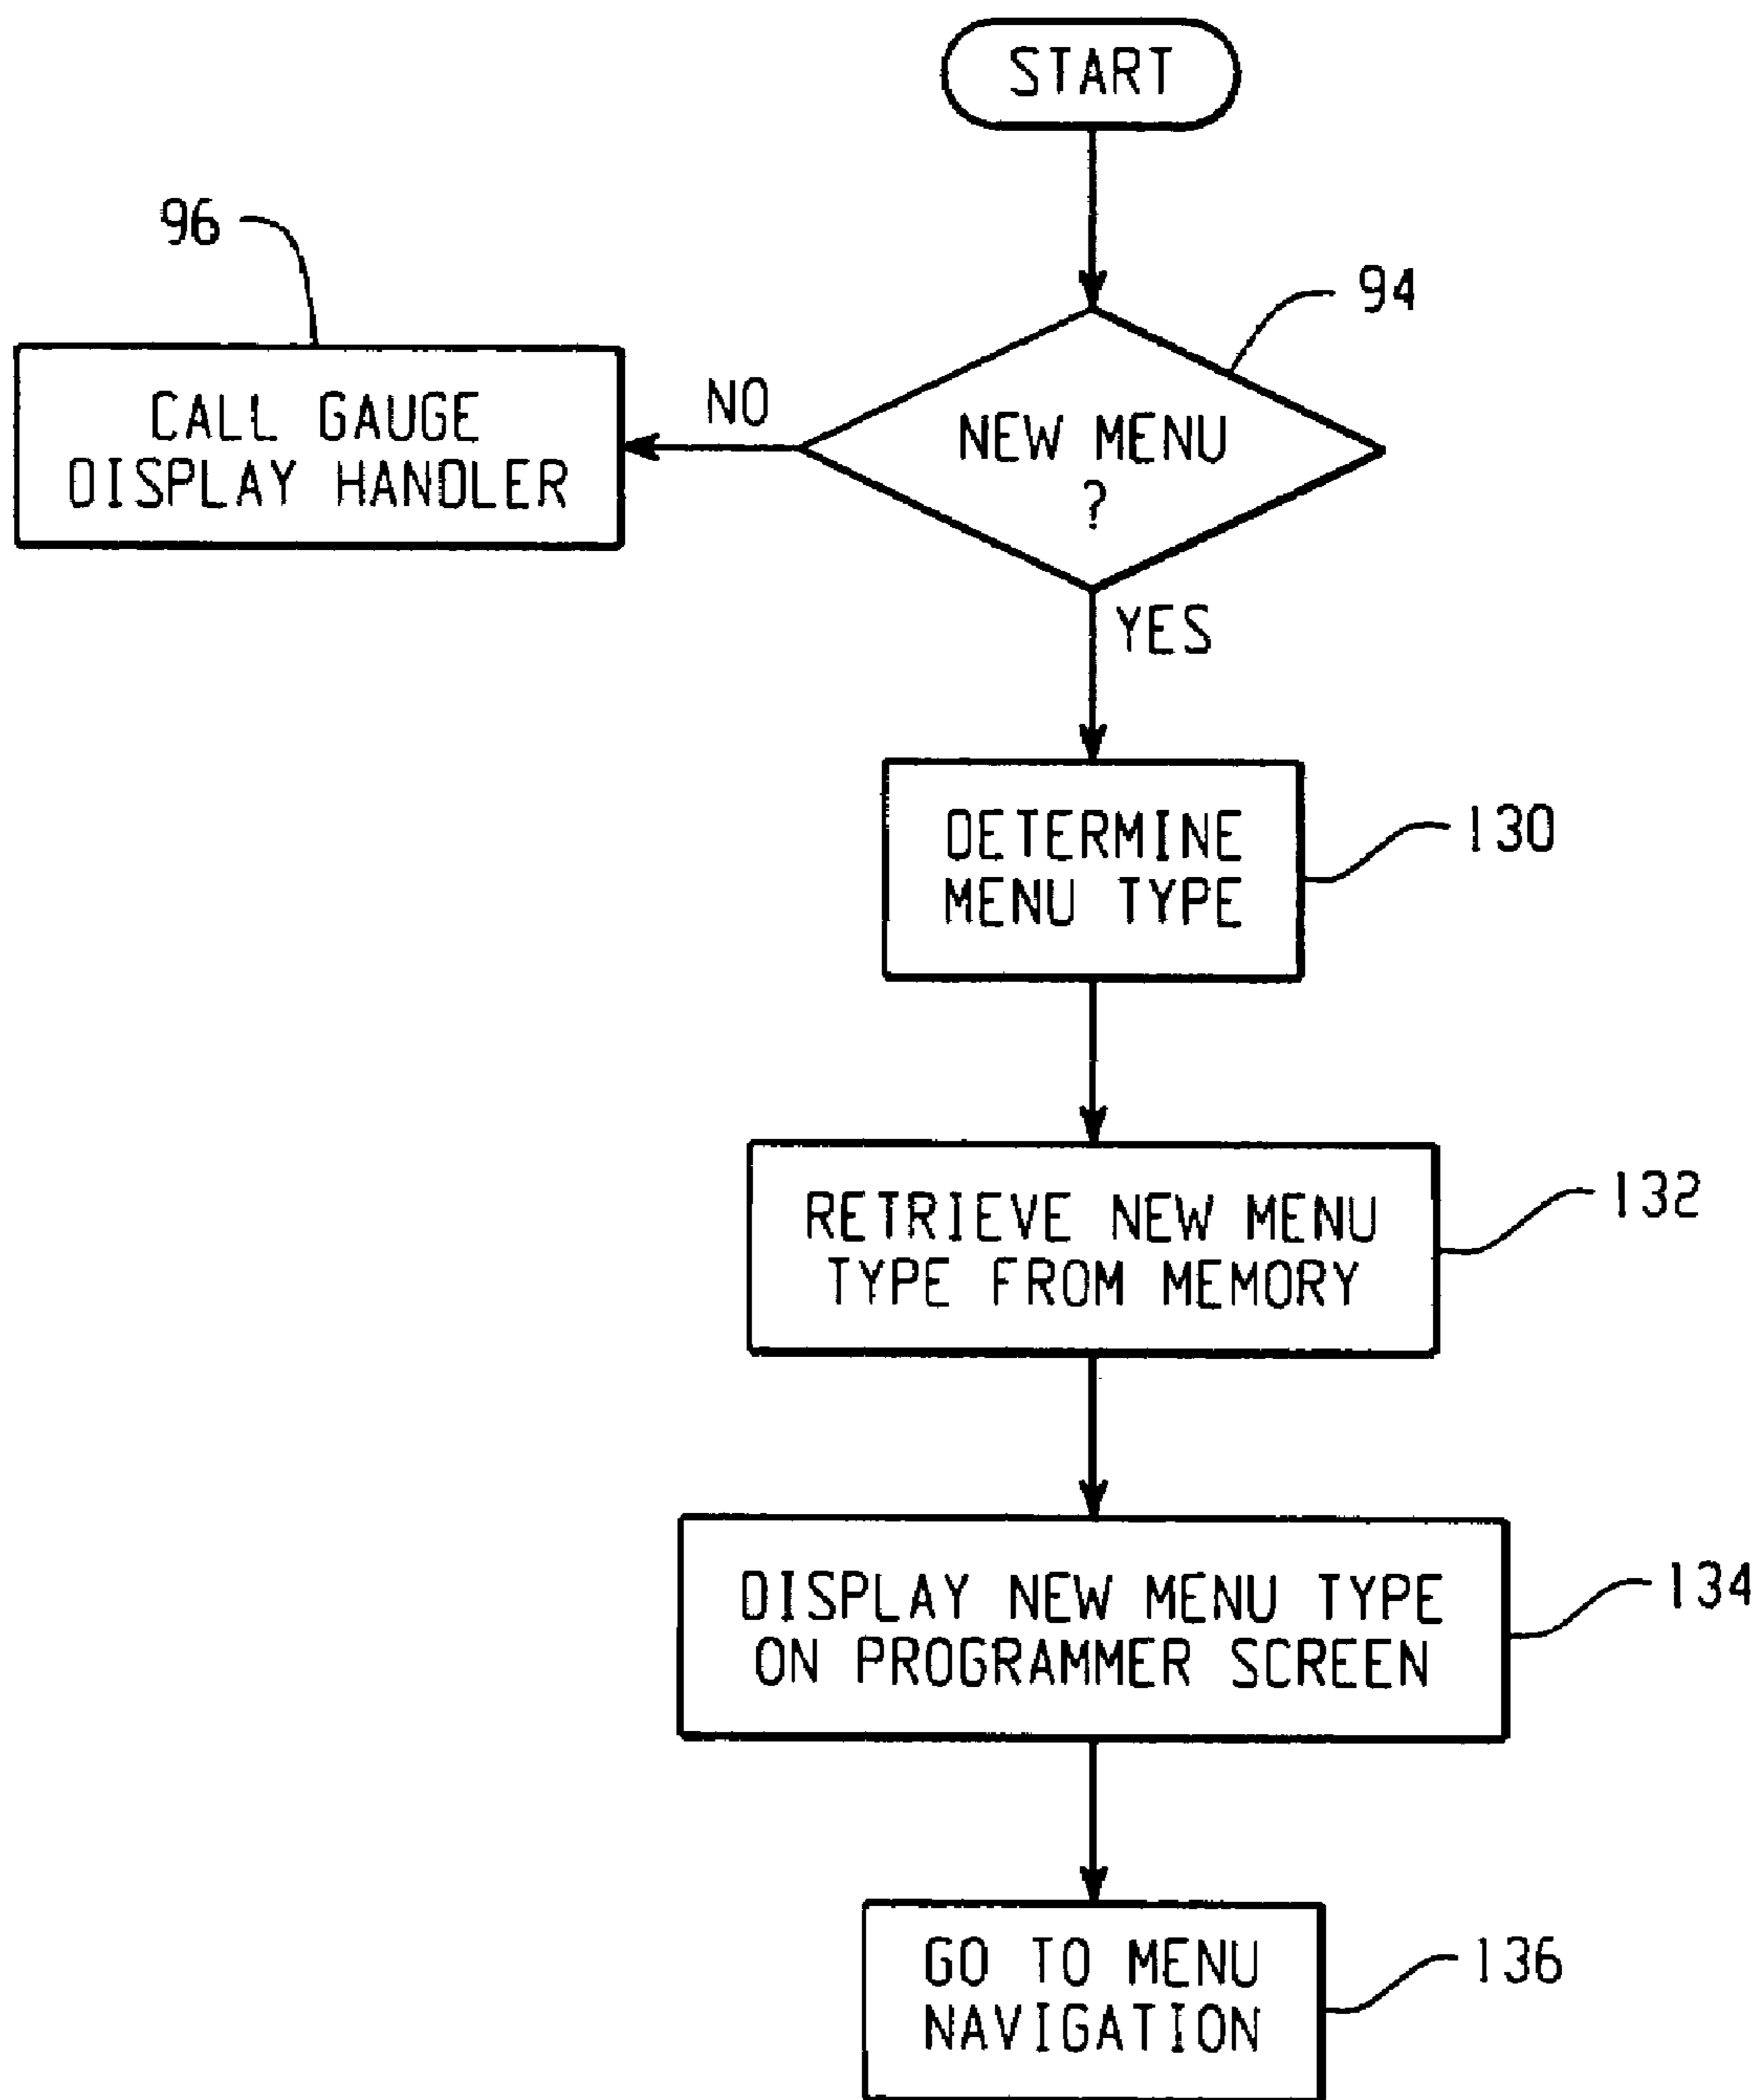 START
96
94
CALL GAUGE
DISPLAY HANDLER
NO
NEW MENU
?
YES
DETERMINE
MENU TYPE
130
RETRIEVE NEW MENU
TYPE FROM MEMORY
132
DISPLAY NEW MENU TYPE
ON PROGRAMMER SCREEN
134
GO TO MENU
NAVIGATION
136